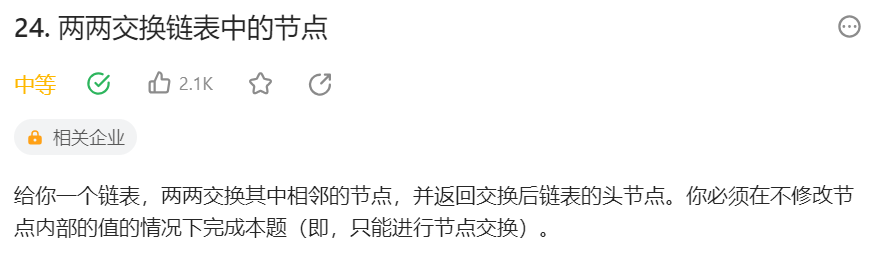 24. 两两交换链表中的节点
中等
2.1K
相关企业
给你一个链表，两两交换其中相邻的节点，并返回交换后链表的头节点。你必须在不修改节
点内部的值的情况下完成本题（即，只能进行节点交换）。